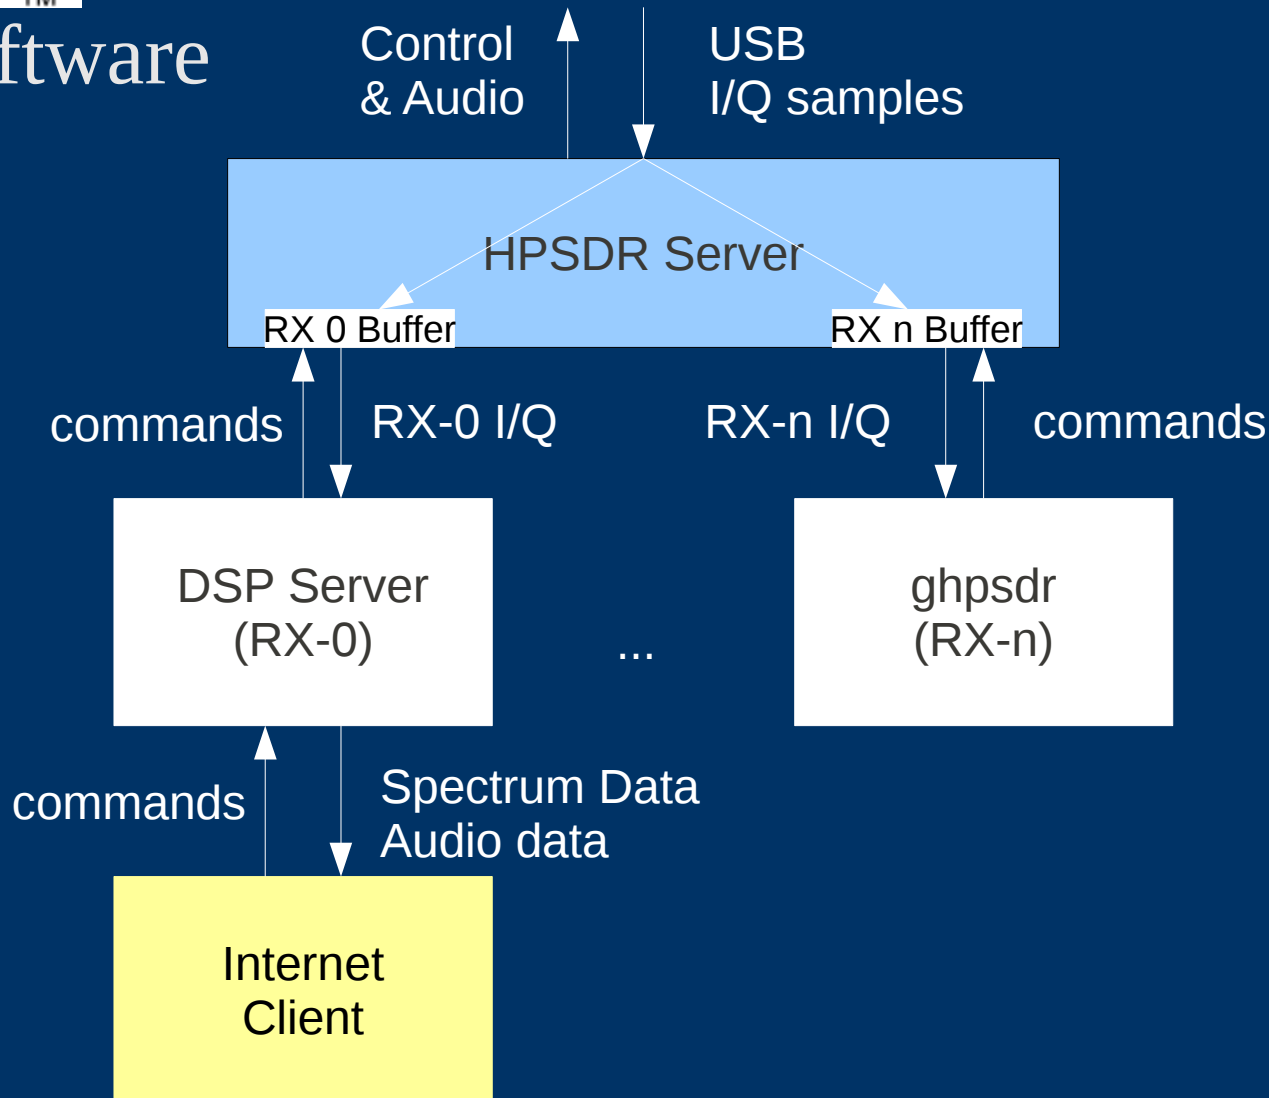 TM
ftware
Control
& Audio
USB
I/Q samples
HPSDR Server
RX 0 Buffer
RX n Buffer
commands
RX-0 I/Q
RX-n I/Q
commands
DSP Server
(RX-0)
...
ghpsdr
(RX-n)
commands
Spectrum Data
Audio data
Internet
Client